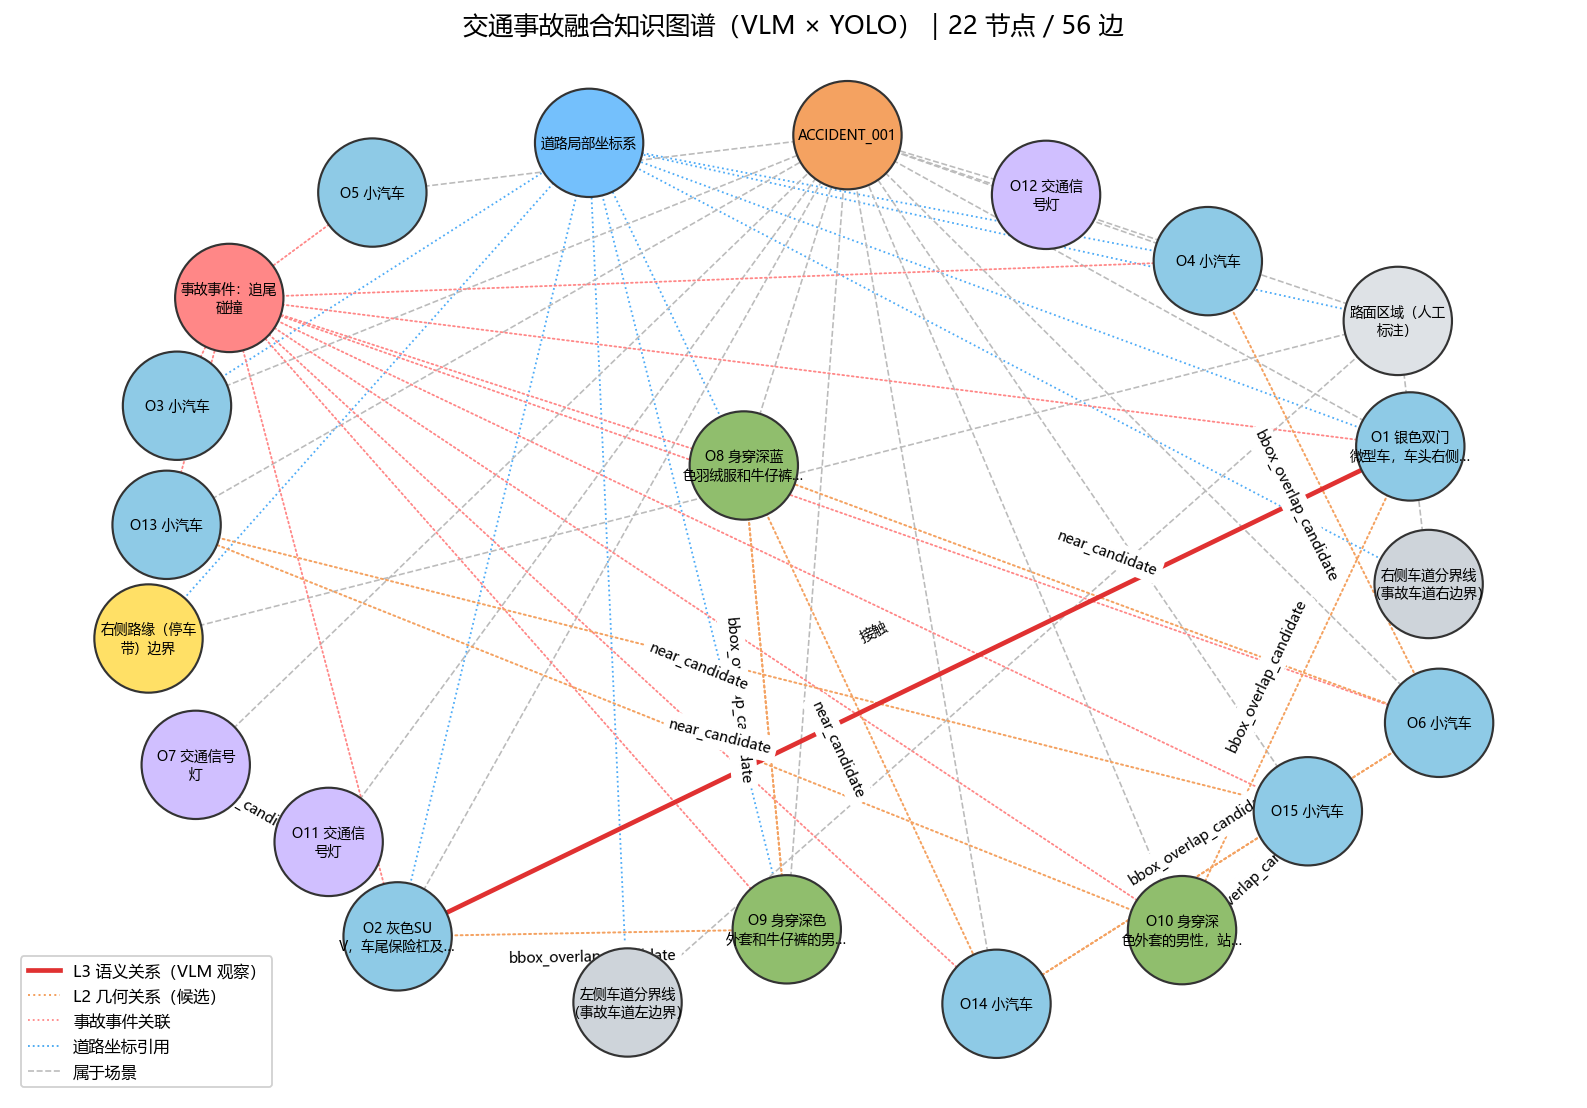 交通事故融合知识图谱（VLM × YOLO） | 22 节点 / 56 边
道路局部坐标系
ACCIDENT_001
O5 小汽车
O12 交通信
号灯
O4 小汽车
事故事件：追尾
碰撞
路面区域（人工
标注）
O3 小汽车
O8 身穿深蓝
色羽绒服和牛仔裤...
O1 银色双门
微型车，车头右侧...
bbox_overlap_candidate
O13 小汽车
near_candidate
右侧车道分界线
(事故车道右边界)
右侧路缘（停车
带）边界
接触
near_candidate
bbox_overlap_candidate
near_candidate
near_candidate
bbox_overlap_candidate
O6 小汽车
O7 交通信号
灯
_candi
O11 交通信
号灯
O15 小汽车
bbox_overlap_candida
erlap_can
O2 灰色SU
V，车尾保险杠及...
O9 身穿深色
外套和牛仔裤的男...
O10 身穿深
色外套的男性，站...
bbox_overlap
date
左侧车道分界线
(事故车道左边界)
O14 小汽车
L3 语义关系（VLM 观察）
L2 几何关系（候选）
事故事件关联
道路坐标引用
属于场景